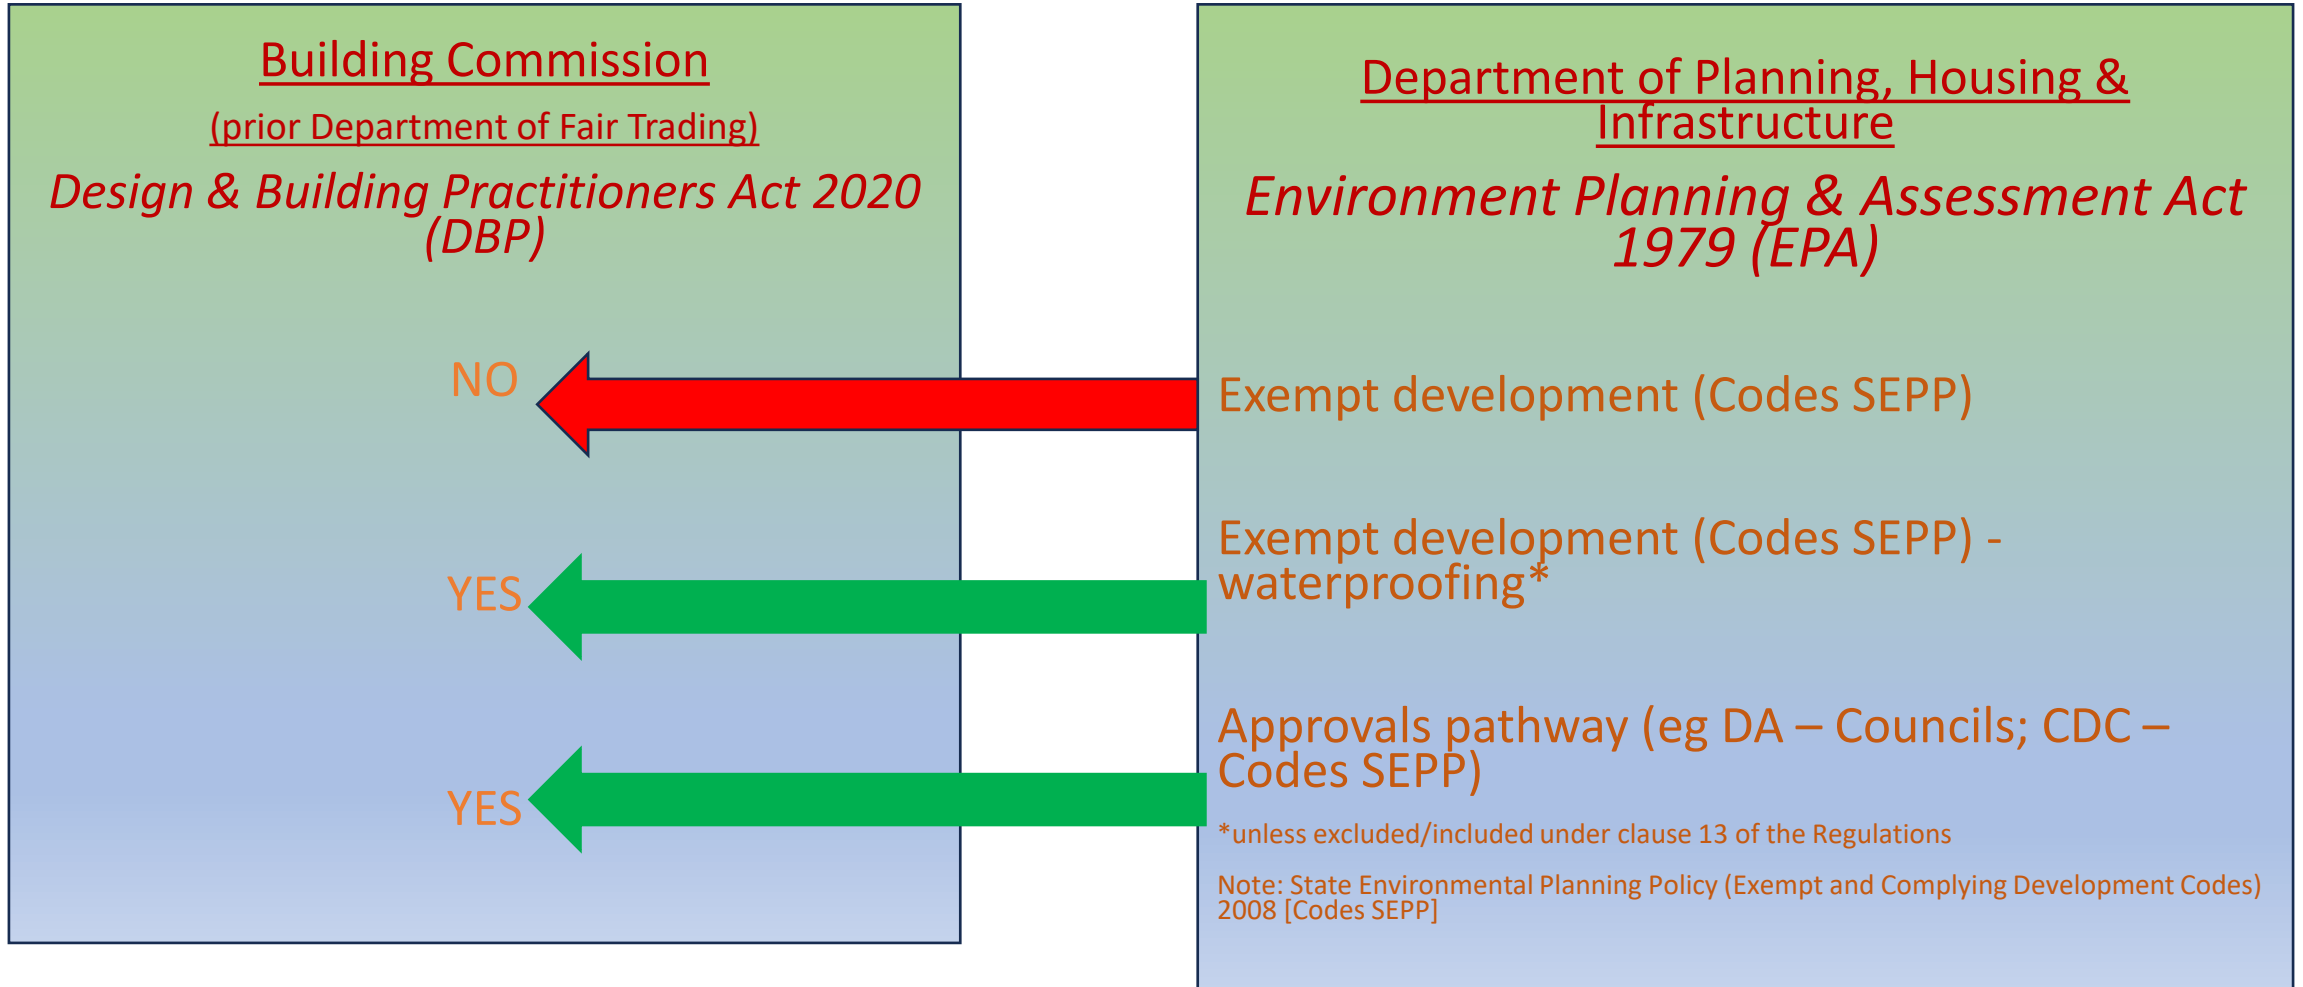 Building Commission
(prior Department of Fair Trading)
Design & Building Practitioners Act 2020
(DBP)
NO
YES
YES
Department of Planning, Housing &
Infrastructure
Environment Planning & Assessment Act
1979 (EPA)
Exempt development (Codes SEPP)
Exempt development (Codes SEPP) -
waterproofing*
Approvals pathway (eg DA – Councils; CDC –
Codes SEPP)
*unless excluded/included under clause 13 of the Regulations
Note: State Environmental Planning Policy (Exempt and Complying Development Codes)
2008 [Codes SEPP]